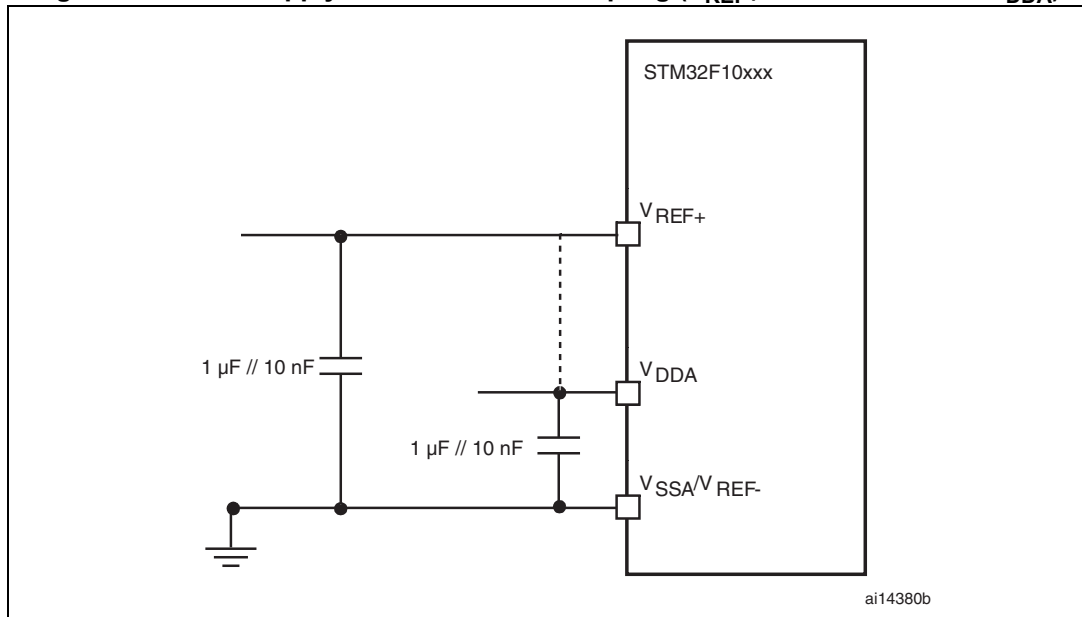 STM32F10xxx
VREF+
1 µF // 10 nF
VDDA
1 µF // 10 nF
VSSA/VREF-
ai14380b